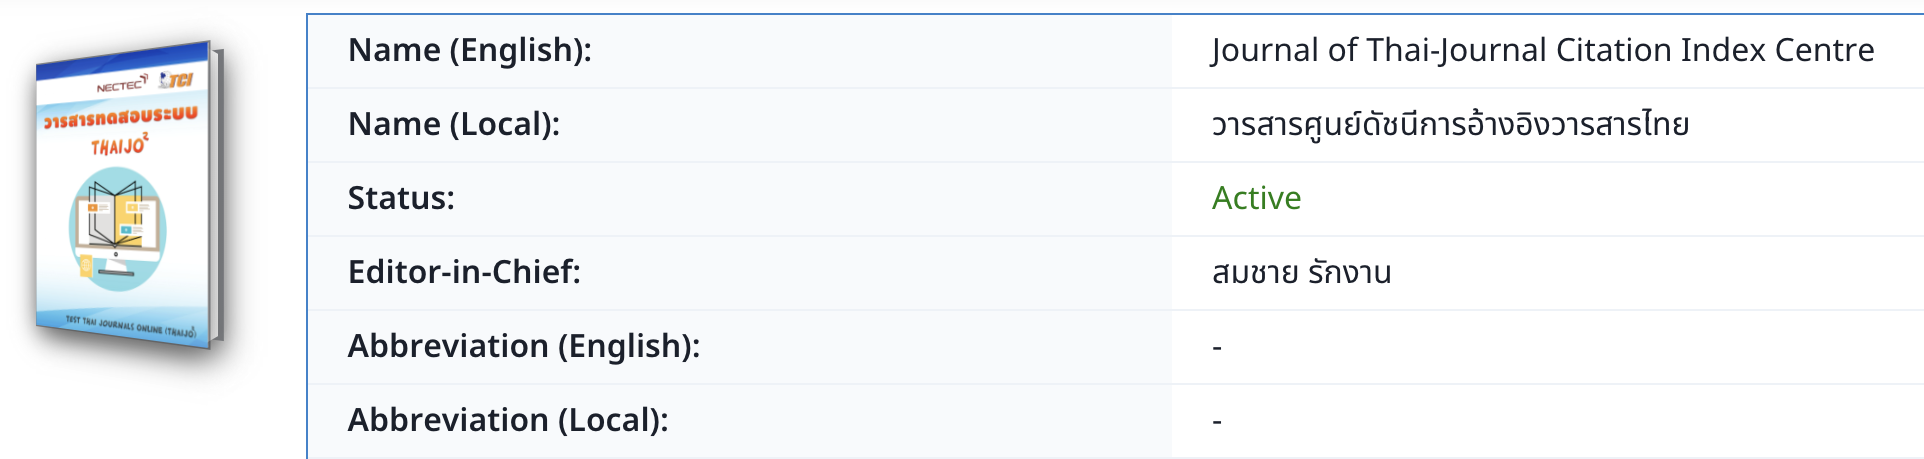 NECTEC TCI
วารสารทดสอบระบบ
THAIJO²
TEST THAI JOURNALS ONLINE (THAIJO²)
Name (English): Journal of Thai-Journal Citation Index Centre
Name (Local): วารสารศูนย์ดัชนีการอ้างอิงวารสารไทย
Status: Active
Editor-in-Chief: สมชาย รักงาน
Abbreviation (English): -
Abbreviation (Local): -